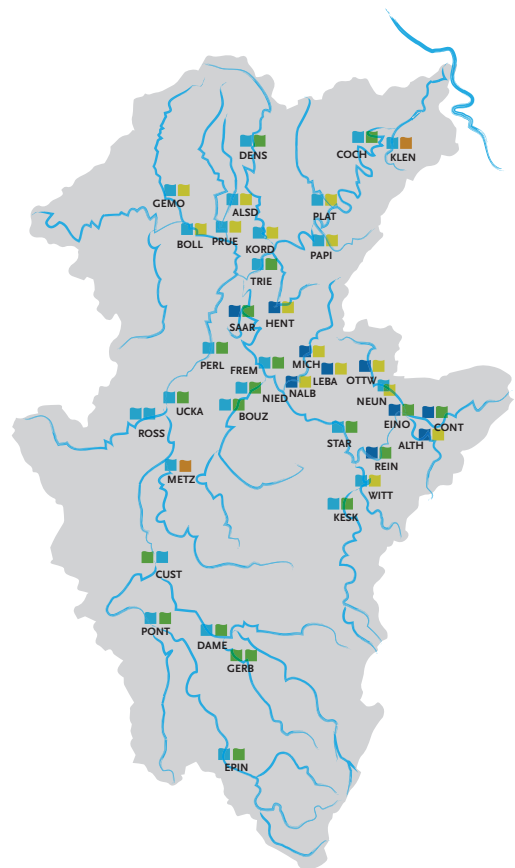 DENS
COCH
KLEN
GEMO
ALSD
PLAT
BOLL
PRUE
KORD
PAPI
TRIE
SAAR
HENT
PERL
FREM
MICH
LEBA
OTTW
NIED
NALB
NEUN
UCKA
BOUZ
EINO
CONT
ROSS
STAR
ALTH
REIN
METZ
WITT
KESK
CUST
PONT
DAME
GERB
EPIN